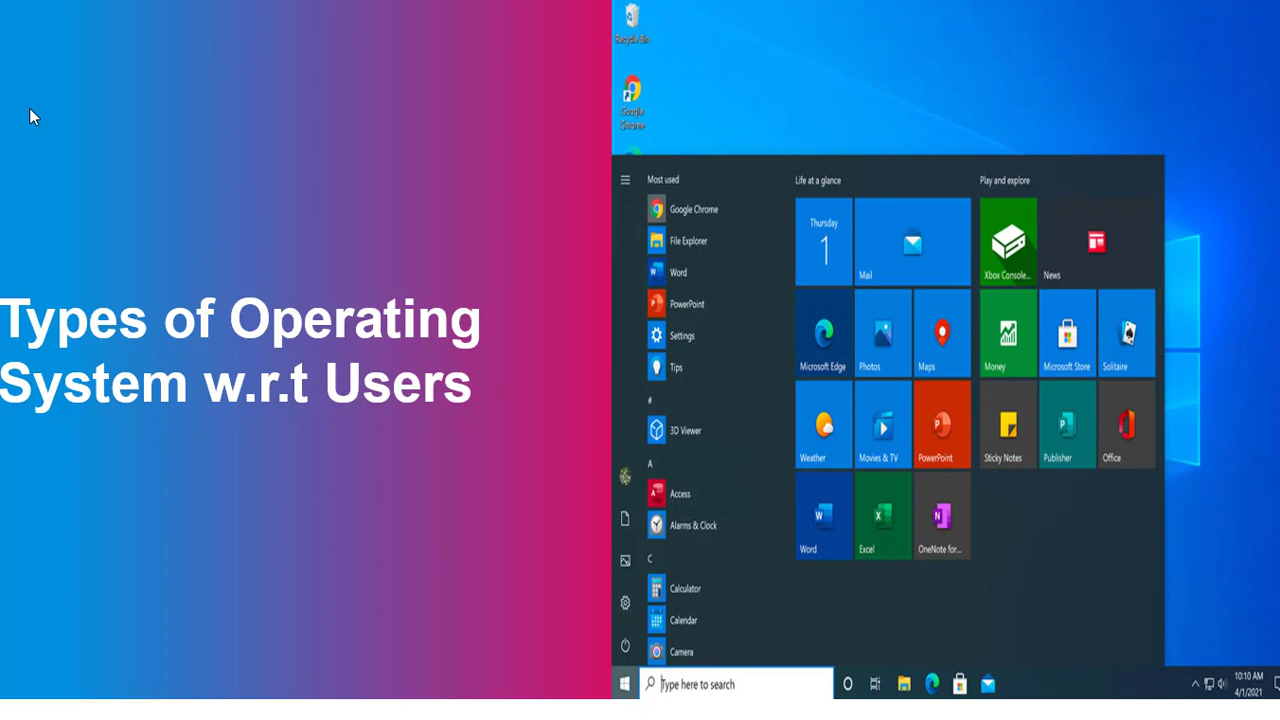 Types of Operating
System w.r.t Users
Recycle Bin
Google
Chrome
Most used
Google Chrome
File Explorer
Word
PowerPoint
Settings
Tips
#
3D Viewer
A
Access
Alarms & Clock
C
Calculator
Calendar
Camera
Life at a glance
Thursday
1
Mail
Microsoft Edge
Photos
Maps
Weather
Movies & TV
PowerPoint
Word
Excel
OneNote for...
Play and explore
Xbox Console...
News
Money
Microsoft Store
Solitaire
Sticky Notes
Publisher
Office
Type here to search
10:10 AM
4/1/2021